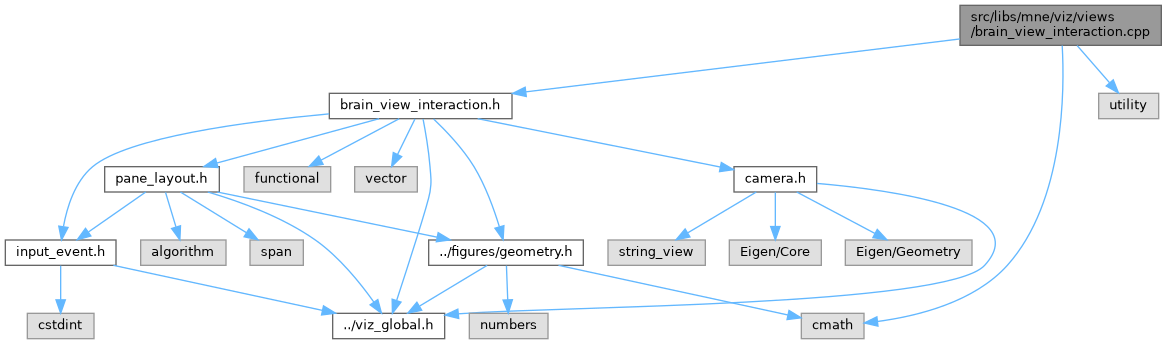 src/libs/mne/viz/views
/brain_view_interaction.cpp
brain_view_interaction.h
utility
pane_layout.h
functional
vector
camera.h
input_event.h
algorithm
span
../figures/geometry.h
string_view
Eigen/Core
Eigen/Geometry
cstdint
../viz_global.h
numbers
cmath